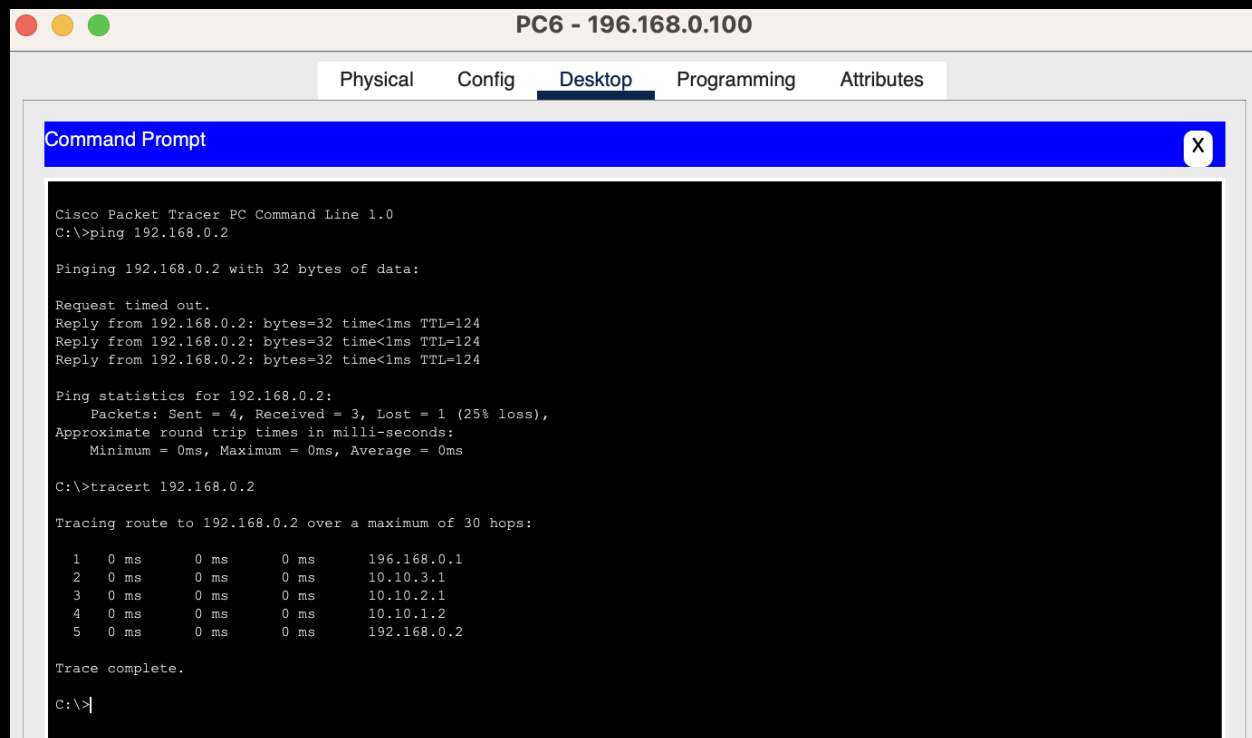 PC6 - 196.168.0.100
Physical Config Desktop Programming Attributes
Command Prompt
X
Cisco Packet Tracer PC Command Line 1.0
C:\>ping 192.168.0.2
Pinging 192.168.0.2 with 32 bytes of data:
Request timed out.
Reply from 192.168.0.2: bytes=32 time<1ms TTL=124
Reply from 192.168.0.2: bytes=32 time<1ms TTL=124
Reply from 192.168.0.2: bytes=32 time<1ms TTL=124
Ping statistics for 192.168.0.2:
Packets: Sent = 4, Received = 3, Lost = 1 (25% loss),
Approximate round trip times in milli-seconds:
Minimum = 0ms, Maximum = 0ms, Average = 0ms
C:\>tracert 192.168.0.2
Tracing route to 192.168.0.2 over a maximum of 30 hops:
1 0 ms 0 ms 0 ms 196.168.0.1
2 0 ms 0 ms 0 ms 10.10.3.1
3 0 ms 0 ms 0 ms 10.10.2.1
4 0 ms 0 ms 0 ms 10.10.1.2
5 0 ms 0 ms 0 ms 192.168.0.2
Trace complete.
C:\>